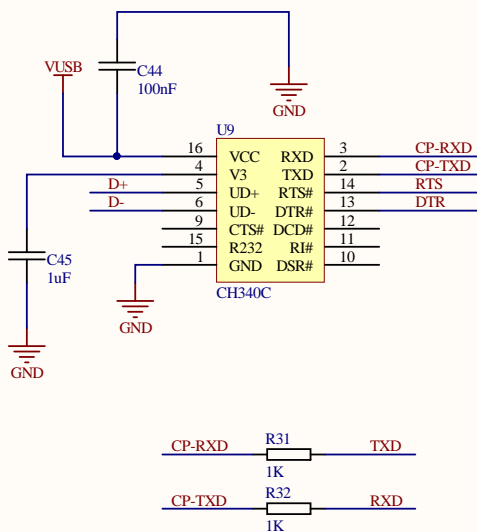 VUSB
C44
100nF
GND
U9
16 VCC RXD 3 CP-RXD
4 V3 TXD 2 CP-TXD
D+ 5 UD+ RTS# 14 RTS
D- 6 UD- DTR# 13 DTR
9 CTS# DCD# 12
15 R232 RI# 11
1 GND DSR# 10
C45
1uF
GND
CH340C
GND
CP-RXD R31 TXD
1K
CP-TXD R32 RXD
1K